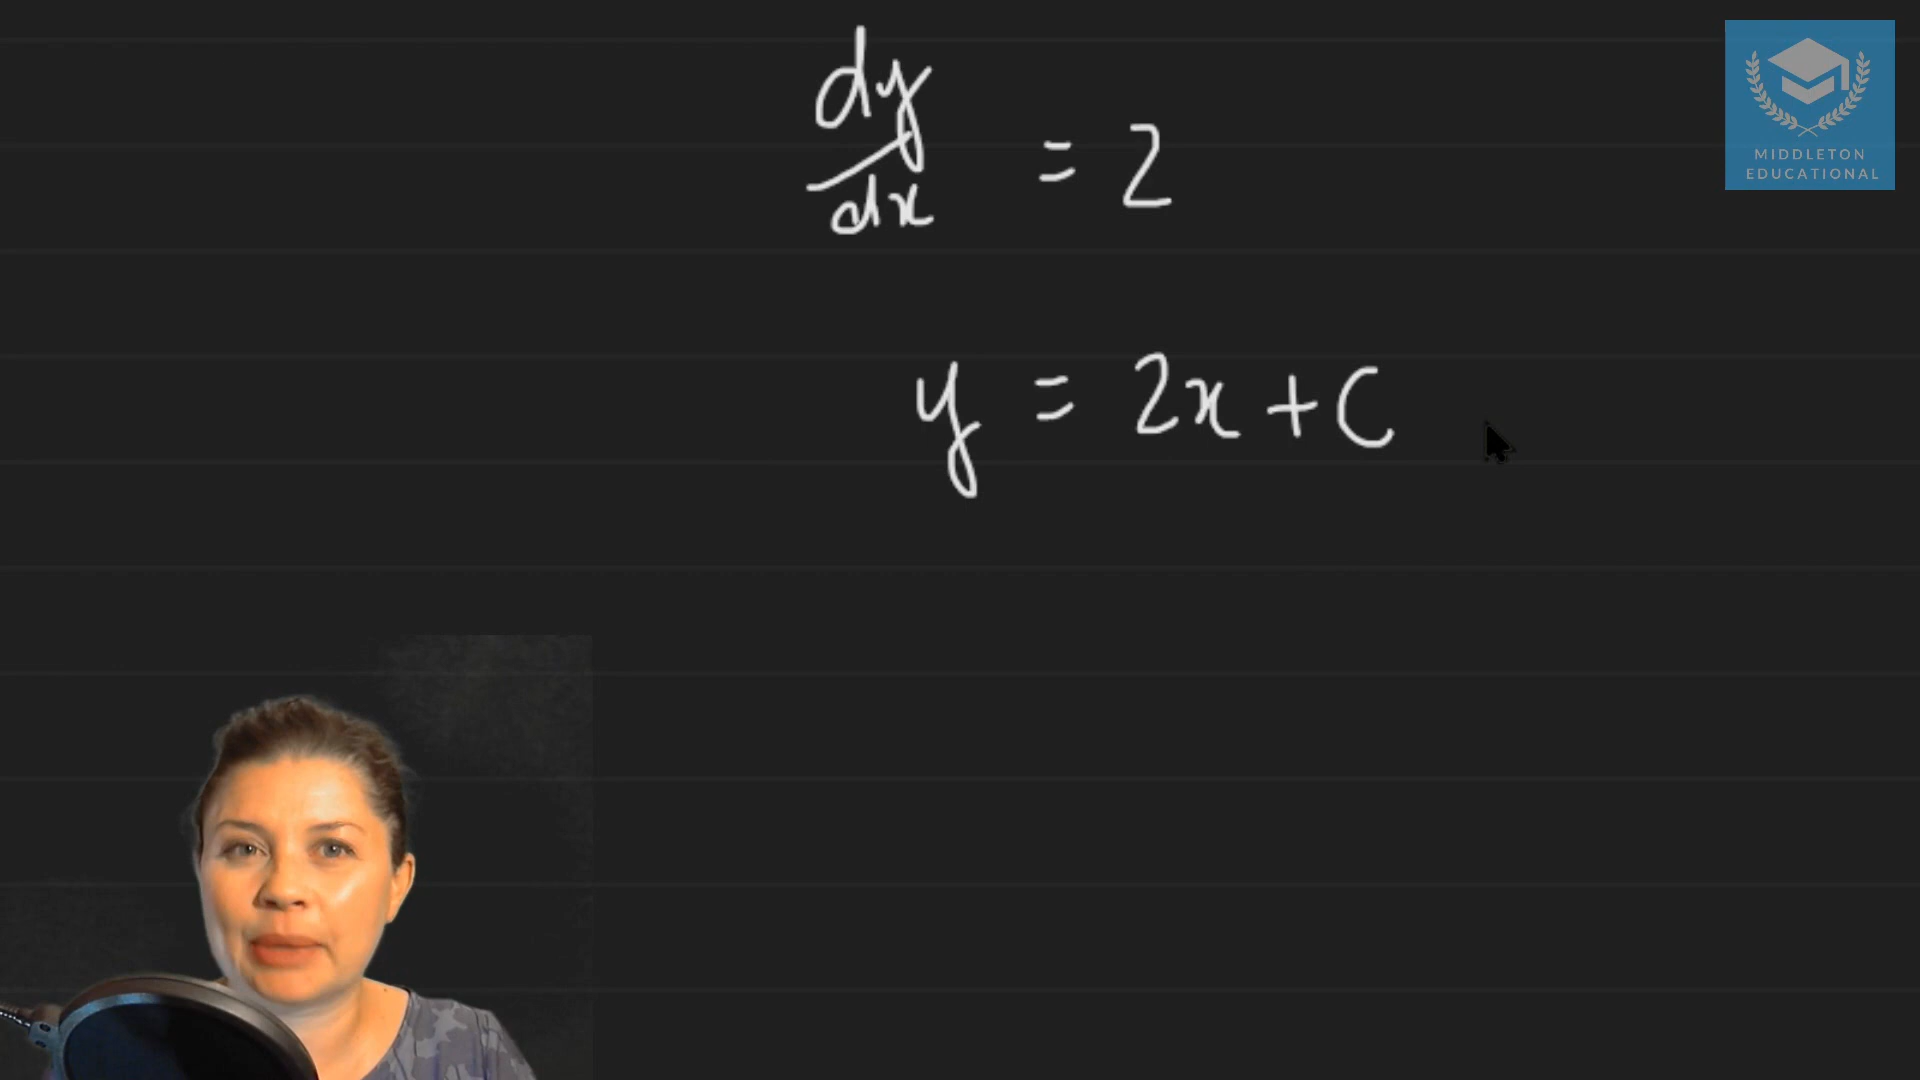 dy/dx = 2
y = 2x + C
MIDDLETON
EDUCATIONAL